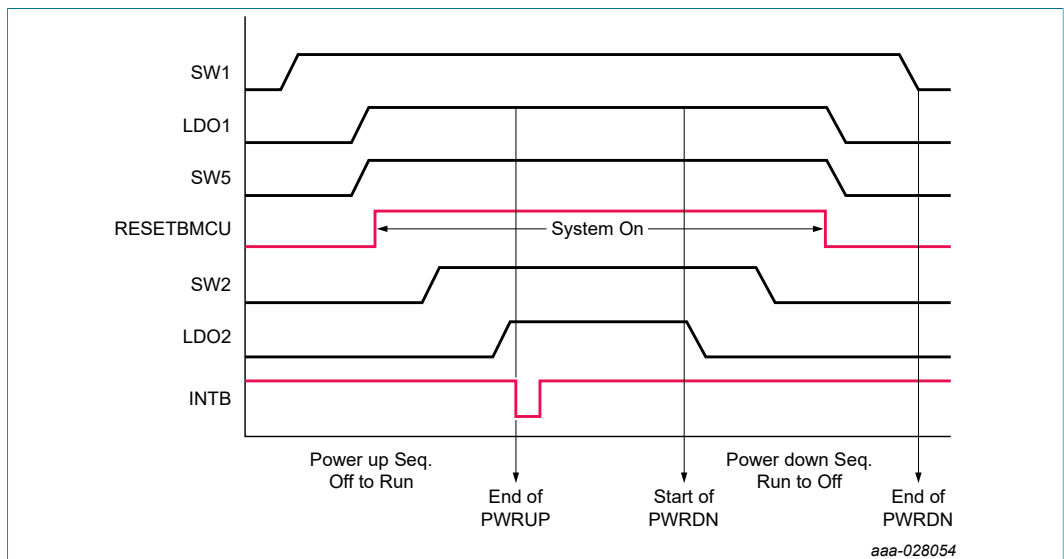 SW1
LDO1
SW5
RESETBMCU
System On
SW2
LDO2
INTB
Power up Seq.
Off to Run
End of
PWRUP
Start of
PWRDN
Power down Seq.
Run to Off
End of
PWRDN
aaa-028054